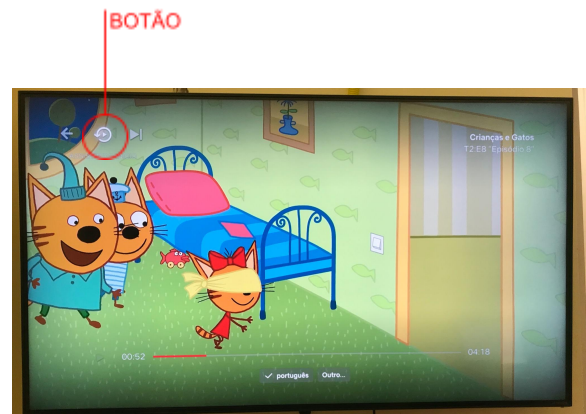 BOTÃO
Crianças e Gatos
T2:E8 "Episódio 8"
00:52
04:18
português
Outro...